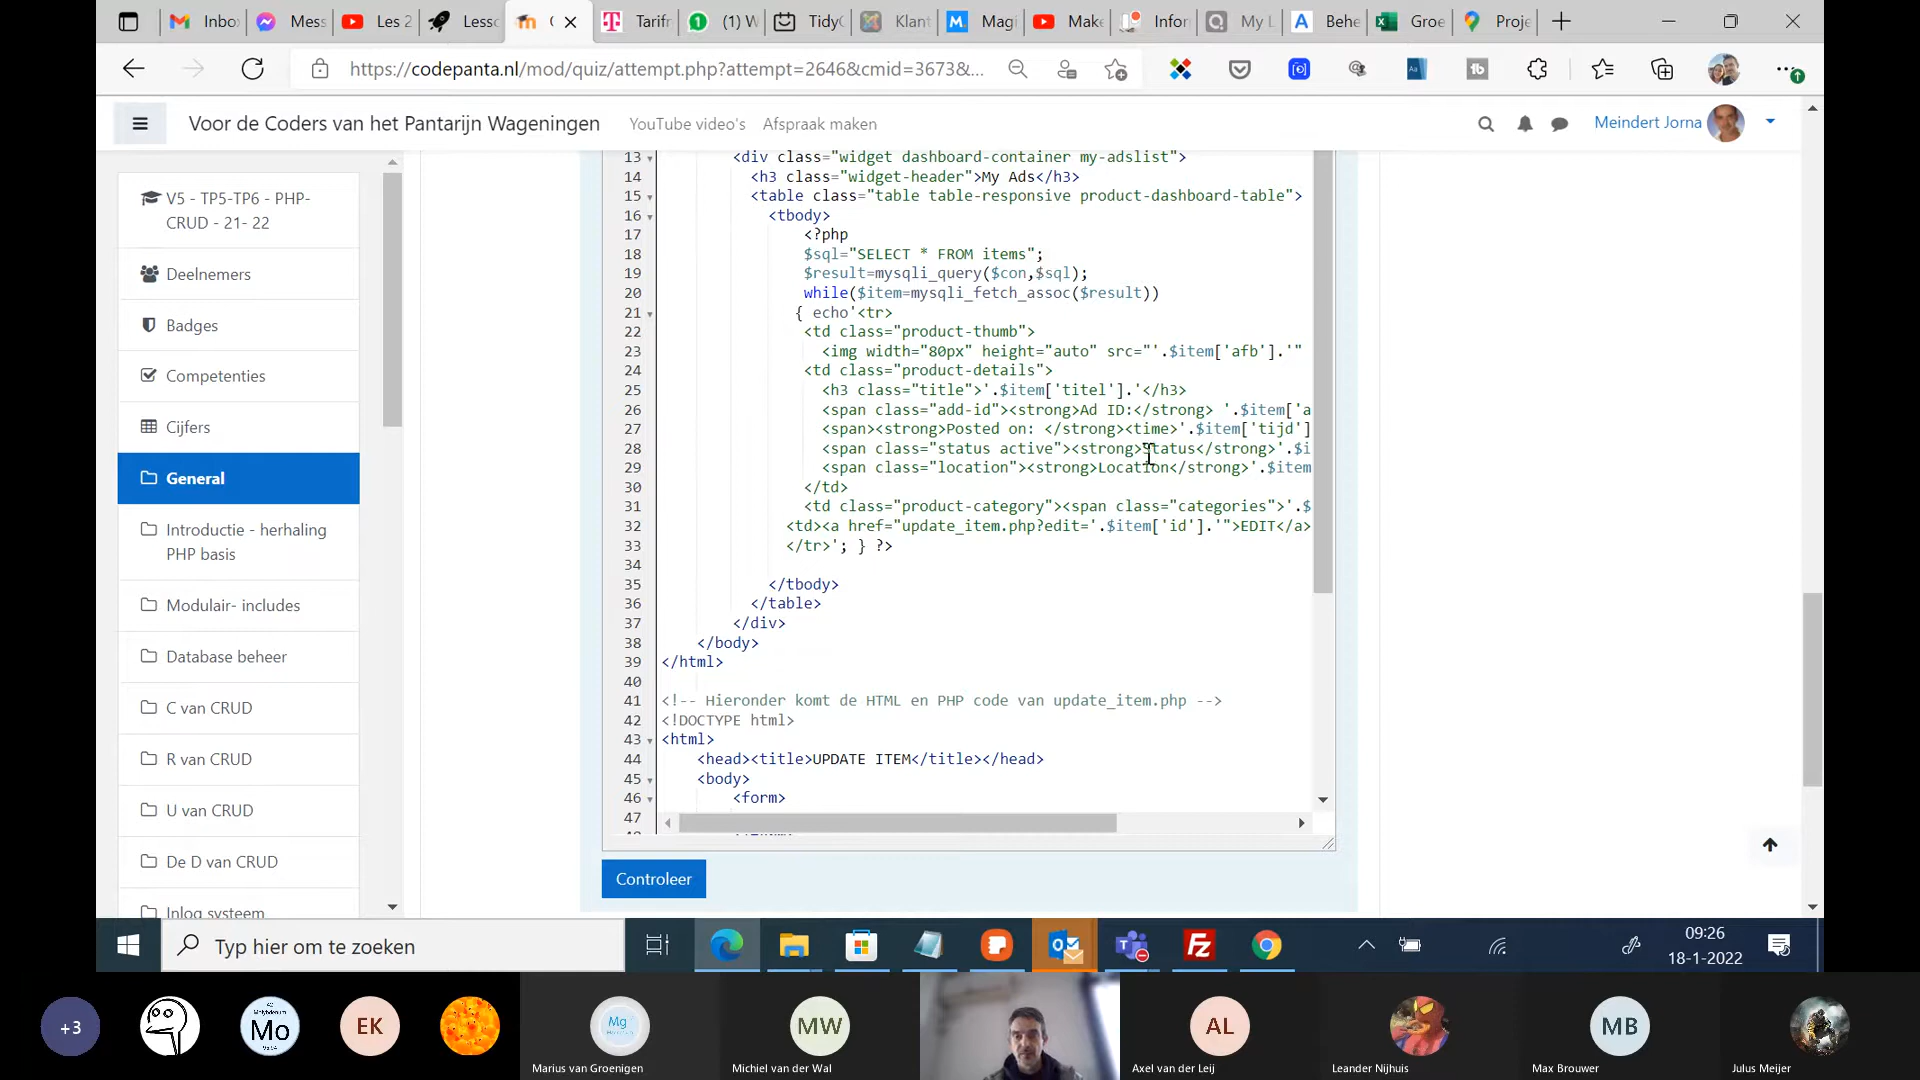 Inbo
Mess
Les 2
Lesso
Tarifr
(1) W
TidyC
Klant
Magi
Make
Infor
My L
Behe
Groe
Proje
https://codepanta.nl/mod/quiz/attempt.php?attempt=2646&cmid=3673&...
Voor de Coders van het Pantarijn Wageningen
YouTube video's
Afspraak maken
Meindert Jorna
V5 - TP5-TP6 - PHP-
CRUD - 21- 22
Deelnemers
Badges
Competenties
Cijfers
General
Introductie - herhaling
PHP basis
Modulair- includes
Database beheer
C van CRUD
R van CRUD
U van CRUD
De D van CRUD
Inlog systeem
13 <div class="widget dashboard-container my-adslist">
14 <h3 class="widget-header">My Ads</h3>
15 <table class="table table-responsive product-dashboard-table">
16 <tbody>
17 <?php
18 $sql="SELECT * FROM items";
19 $result=mysqli_query($con,$sql);
20 while($item=mysqli_fetch_assoc($result))
21 { echo'<tr>
22 <td class="product-thumb">
23 <img width="80px" height="auto" src="'.$item['afb'].'"
24 <td class="product-details">
25 <h3 class="title">'.$item['titel'].'</h3>
26 <span class="add-id"><strong>Ad ID:</strong> '.$item['a
27 <span><strong>Posted on: </strong><time>'.$item['tijd']
28 <span class="status active"><strong>Status</strong>'.$i
29 <span class="location"><strong>Location</strong>'.$item
30 </td>
31 <td class="product-category"><span class="categories">'.$
32 <td><a href="update_item.php?edit='.$item['id'].'">EDIT</a>
33 </tr>'; } ?>
34
35 </tbody>
36 </table>
37 </div>
38 </body>
39 </html>
40
41 <!-- Hieronder komt de HTML en PHP code van update_item.php -->
42 <!DOCTYPE html>
43 <html>
44 <head><title>UPDATE ITEM</title></head>
45 <body>
46 <form>
47
Controleer
Typ hier om te zoeken
09:26
18-1-2022
+3
Mo
EK
Mg
MW
AL
MB
Marius van Groenigen
Michiel van der Wal
Axel van der Leij
Leander Nijhuis
Max Brouwer
Julus Meijer